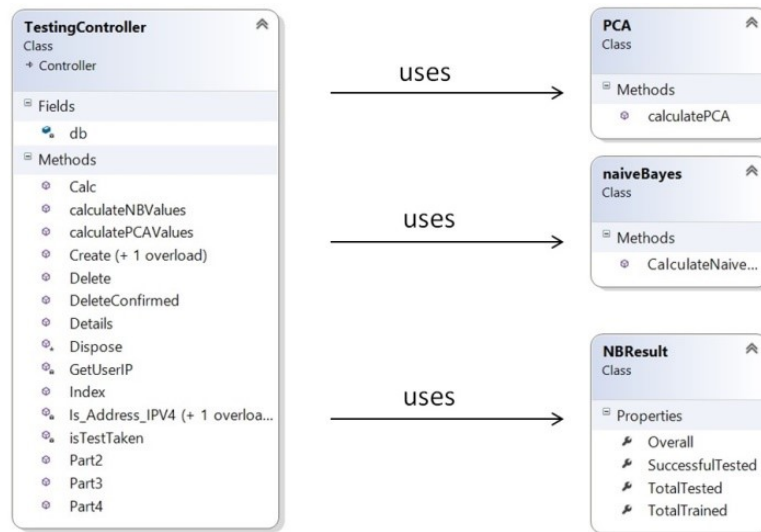 TestingController
Class
Controller
Fields
db
Methods
Calc
calculateNBValues
calculatePCAValues
Create (+ 1 overload)
Delete
DeleteConfirmed
Details
Dispose
GetUserIP
Index
Is_Address_IPV4 (+ 1 overloa...
isTestTaken
Part2
Part3
Part4
uses
uses
uses
PCA
Class
Methods
calculatePCA
naiveBayes
Class
Methods
CalculateNaive...
NBResult
Class
Properties
Overall
SuccessfulTested
TotalTested
TotalTrained